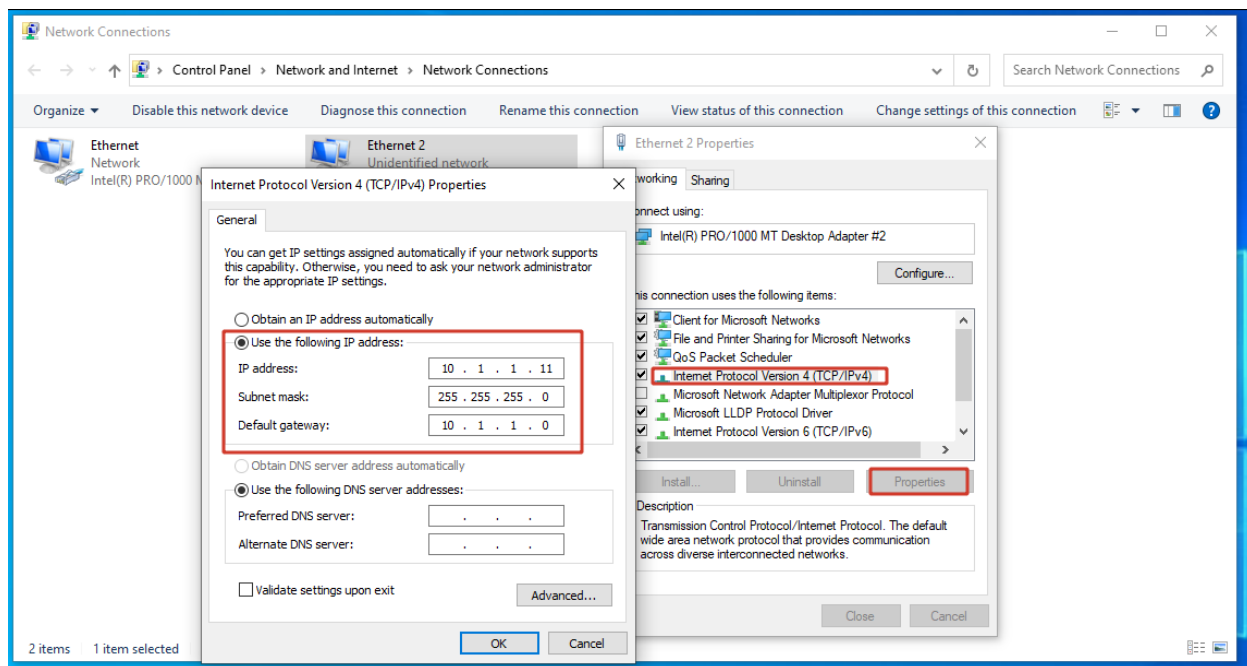 Network Connections
Control Panel > Network and Internet > Network Connections
Search Network Connections
Organize
Disable this network device
Diagnose this connection
Rename this connection
View status of this connection
Change settings of this connection
Ethernet
Network
Intel(R) PRO/1000 M
Ethernet 2
Unidentified network
Internet Protocol Version 4 (TCP/IPv4) Properties
General
You can get IP settings assigned automatically if your network supports
this capability. Otherwise, you need to ask your network administrator
for the appropriate IP settings.
Obtain an IP address automatically
Use the following IP address:
IP address: 10 . 1 . 1 . 11
Subnet mask: 255 . 255 . 255 . 0
Default gateway: 10 . 1 . 1 . 0
Obtain DNS server address automatically
Use the following DNS server addresses:
Preferred DNS server: . . .
Alternate DNS server: . . .
Validate settings upon exit
Advanced...
OK
Cancel
Ethernet 2 Properties
tworking
Sharing
onnect using:
Intel(R) PRO/1000 MT Desktop Adapter #2
Configure...
his connection uses the following items:
Client for Microsoft Networks
File and Printer Sharing for Microsoft Networks
QoS Packet Scheduler
Internet Protocol Version 4 (TCP/IPv4)
Microsoft Network Adapter Multiplexor Protocol
Microsoft LLDP Protocol Driver
Internet Protocol Version 6 (TCP/IPv6)
Install...
Uninstall
Properties
Description
Transmission Control Protocol/Internet Protocol. The default
wide area network protocol that provides communication
across diverse interconnected networks.
Close
Cancel
2 items
1 item selected